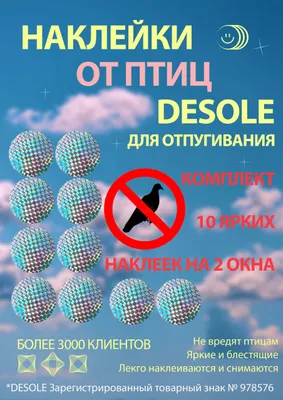 НАКЛЕЙКИ
ОТ ПТИЦ
DESOLE
ДЛЯ ОТПУГИВАНИЯ
КОМПЛЕКТ
10 ЯРКИХ
НАКЛЕЕК НА 2 ОКНА
БОЛЕЕ 3000 КЛИЕНТОВ
Не вредят птицам
Яркие и блестящие
Лекго наклеиваются и снимаются
*DESOLE Зарегистрированный товарный знак № 978576